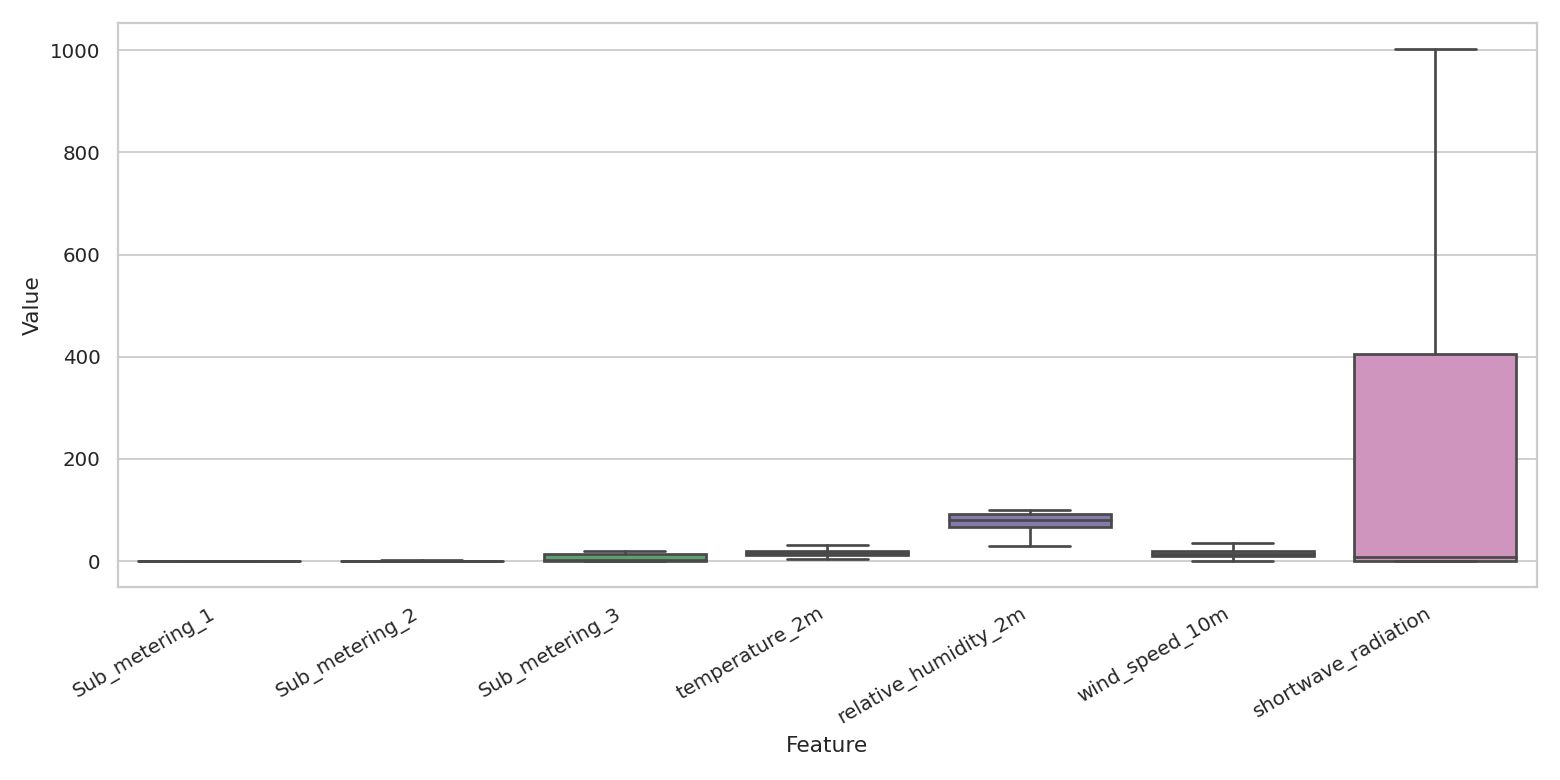 1000
800
600
400
200
0
Value
Sub_metering_1
Sub_metering_2
Sub_metering_3
temperature_2m
relative_humidity_2m
wind_speed_10m
shortwave_radiation
Feature